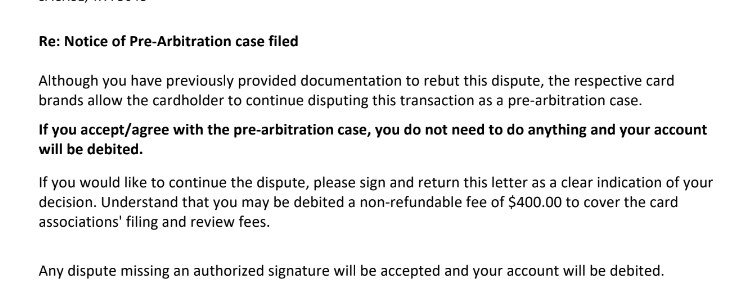 Re: Notice of Pre-Arbitration case filed
Although you have previously provided documentation to rebut this dispute, the respective card
brands allow the cardholder to continue disputing this transaction as a pre-arbitration case.
If you accept/agree with the pre-arbitration case, you do not need to do anything and your account
will be debited.
If you would like to continue the dispute, please sign and return this letter as a clear indication of your
decision. Understand that you may be debited a non-refundable fee of $400.00 to cover the card
associations' filing and review fees.
Any dispute missing an authorized signature will be accepted and your account will be debited.